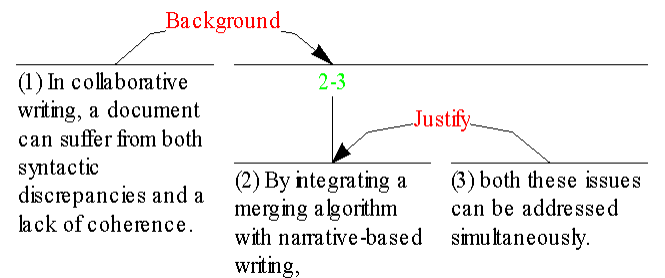 Background
2-3
Justify
(1) In collaborative
writing, a document
can suffer from both
syntactic
discrepancies and a
lack of coherence.
(2) By integrating a
merging algorithm
with narrative-based
writing,
(3) both these issues
can be addressed
simultaneously.